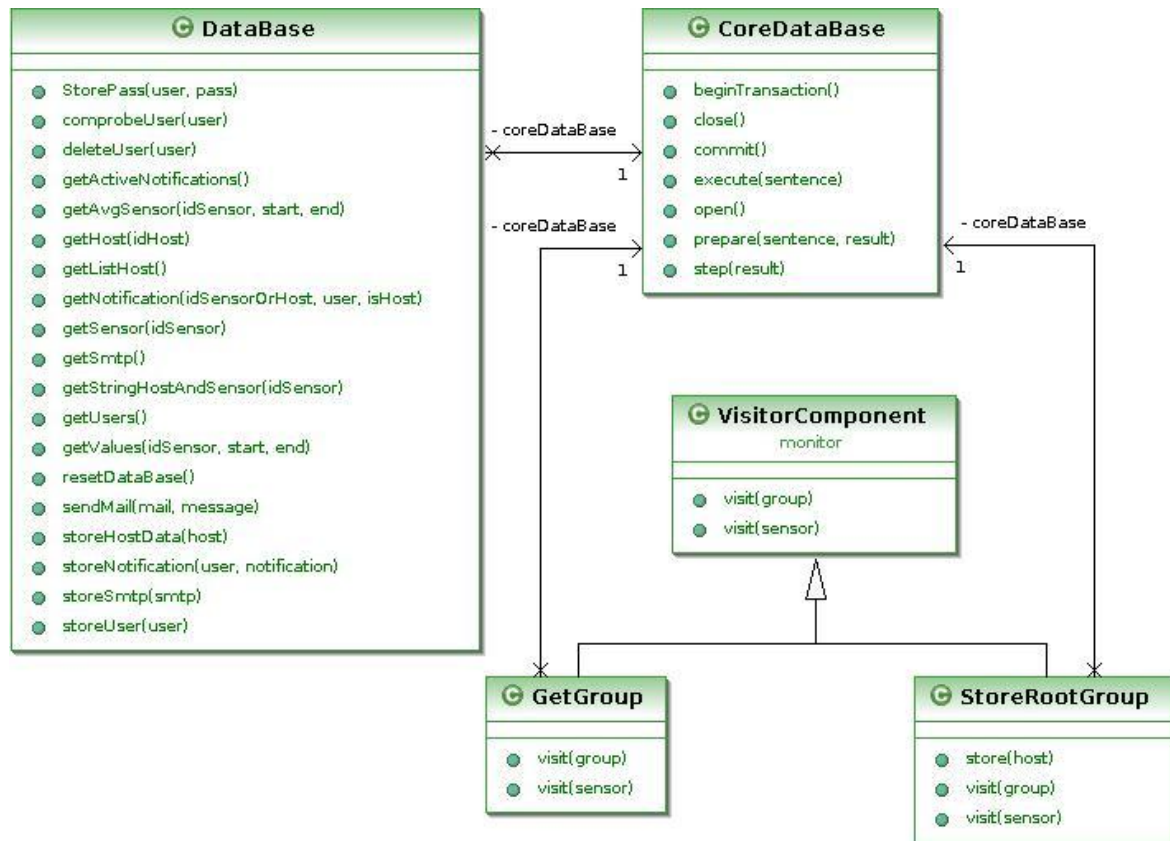 DataBase
StorePass(user, pass)
comprobeUser(user)
deleteUser(user)
getActiveNotifications()
getAvgSensor(idSensor, start, end)
getHost(idHost)
getListHost()
getNotification(idSensorOrHost, user, isHost)
getSensor(idSensor)
getSmtp()
getStringHostAndSensor(idSensor)
getUsers()
getValues(idSensor, start, end)
resetDataBase()
sendMail(mail, message)
storeHostData(host)
storeNotification(user, notification)
storeSmtp(smtp)
storeUser(user)
- coreDataBase
1
- coreDataBase
1
CoreDataBase
beginTransaction()
close()
commit()
execute(sentence)
open()
prepare(sentence, result)
step(result)
- coreDataBase
1
VisitorComponent
monitor
visit(group)
visit(sensor)
GetGroup
visit(group)
visit(sensor)
StoreRootGroup
store(host)
visit(group)
visit(sensor)